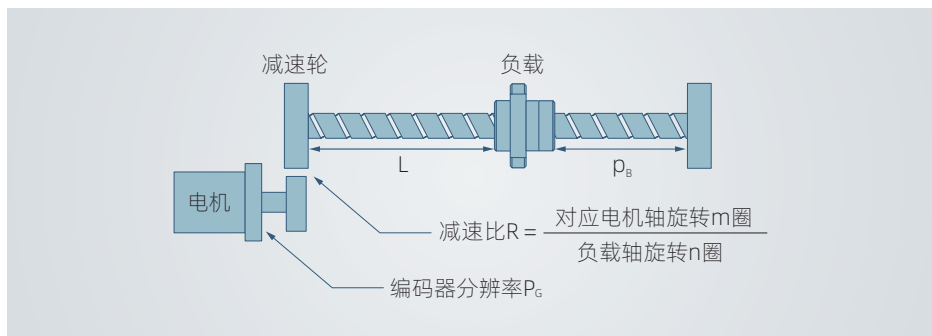 减速轮
负载
L
pB
电机
减速比R = 对应电机轴旋转m圈
负载轴旋转n圈
编码器分辨率PG